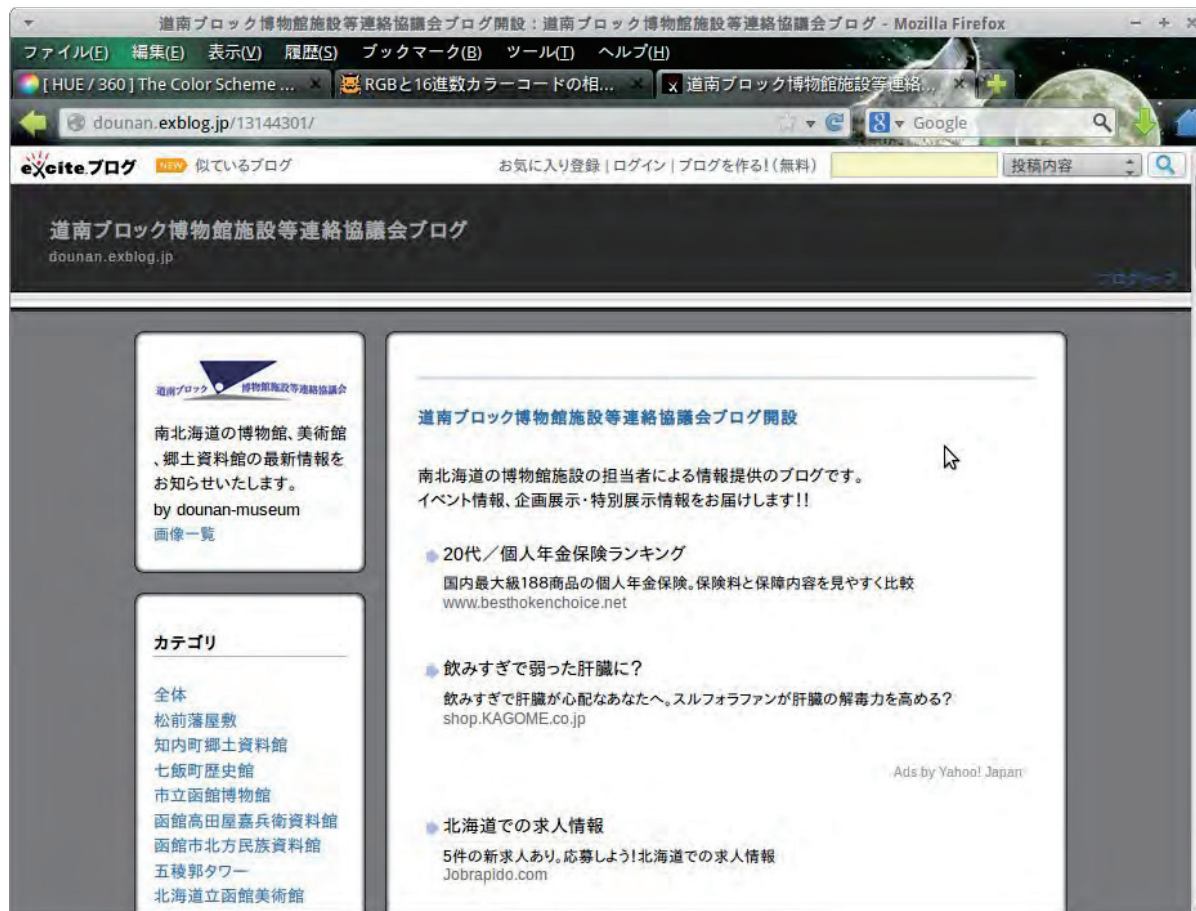 道南ブロック博物館施設等連絡協議会ブログ開設 : 道南ブロック博物館施設等連絡協議会ブログ - Mozilla Firefox
ファイル(F) 編集(E) 表示(V) 履歴(S) ブックマーク(B) ツール(T) ヘルプ(H)
[ HUE / 360 ] The Color Scheme ... RGBと16進数カラーコードの相... 道南ブロック博物館施設等連絡...
dounan.exblog.jp/13144301/ Google
excite.ブログ NEW 似ているブログ お気に入り登録 | ログイン | ブログを作る!(無料) 投稿内容
道南ブロック博物館施設等連絡協議会ブログ
dounan.exblog.jp
ブログトップ
道南ブロック 博物館施設等連絡協議会
南北海道の博物館、美術館
、郷土資料館の最新情報を
お知らせいたします。
by dounan-museum
画像一覧
カテゴリ
全体
松前藩屋敷
知内町郷土資料館
七飯町歴史館
市立函館博物館
函館高田屋嘉兵衛資料館
函館市北方民族資料館
五稜郭タワー
北海道立函館美術館
道南ブロック博物館施設等連絡協議会ブログ開設
南北海道の博物館施設の担当者による情報提供のブログです。
イベント情報、企画展示・特別展示情報をお届けします!!
20代／個人年金保険ランキング
国内最大級188商品の個人年金保険。保険料と保障内容を見やすく比較
www.besthokenchoice.net
飲みすぎで弱った肝臓に?
飲みすぎで肝臓が心配なあなたへ。スルフォラファンが肝臓の解毒力を高める?
shop.KAGOME.co.jp
Ads by Yahoo! Japan
北海道での求人情報
5件の新求人あり。応募しよう!北海道での求人情報
Jobrapido.com